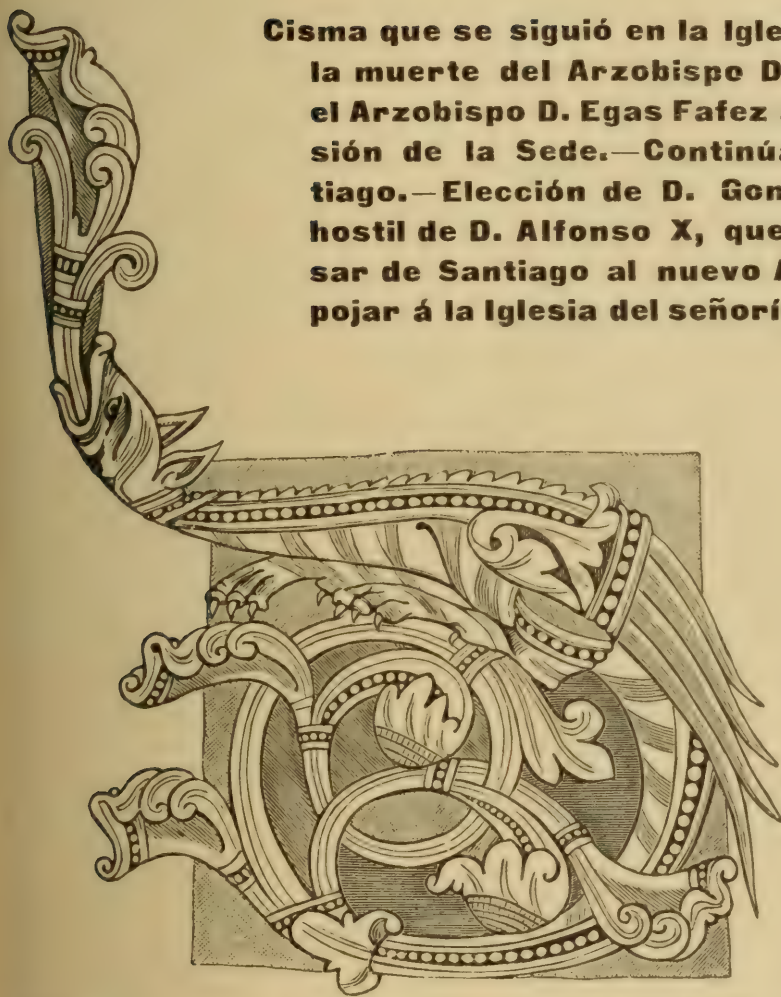 Cisma que se siguió en la Igle
la muerte del Arzobispo D
el Arzobispo D. Egas Fafez
sión de la Sede.—Continú
tiago.—Elección de D. Gon
hostil de D. Alfonso X, que
sar de Santiago al nuevo
pojar á la Iglesia del señorí